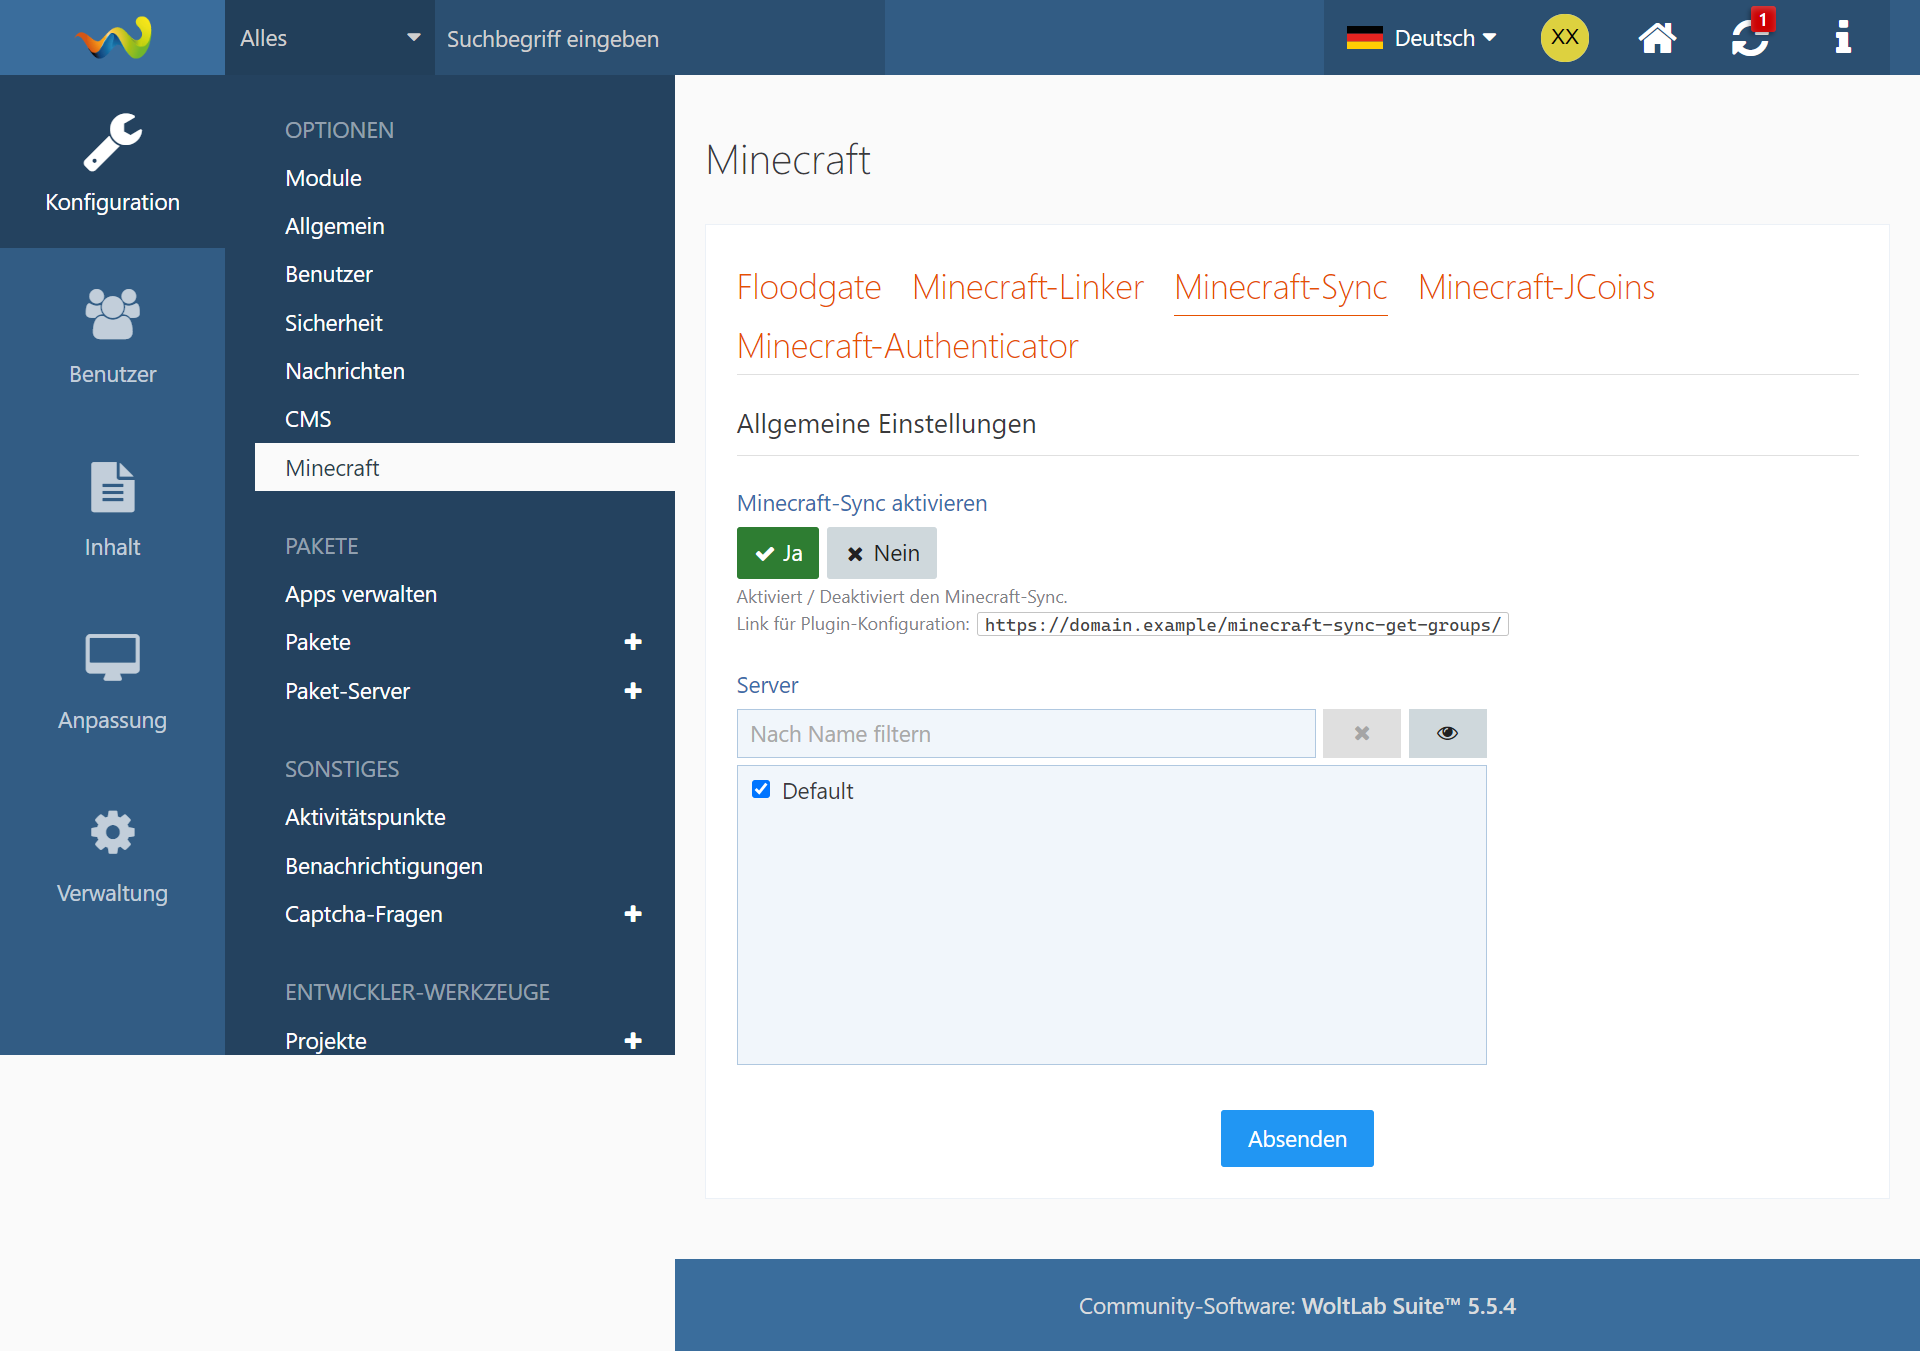 Alles
Suchbegriff eingeben
Deutsch
XX
1
Konfiguration
Benutzer
Inhalt
Anpassung
Verwaltung
OPTIONEN
Module
Allgemein
Benutzer
Sicherheit
Nachrichten
CMS
Minecraft
PAKETE
Apps verwalten
Pakete
Paket-Server
SONSTIGES
Aktivitätspunkte
Benachrichtigungen
Captcha-Fragen
ENTWICKLER-WERKZEUGE
Projekte
Minecraft
Floodgate Minecraft-Linker Minecraft-Sync Minecraft-JCoins
Minecraft-Authenticator
Allgemeine Einstellungen
Minecraft-Sync aktivieren
Ja Nein
Aktiviert / Deaktiviert den Minecraft-Sync.
Link für Plugin-Konfiguration: https://domain.example/minecraft-sync-get-groups/
Server
Nach Name filtern
Default
Absenden
Community-Software: WoltLab Suite™ 5.5.4